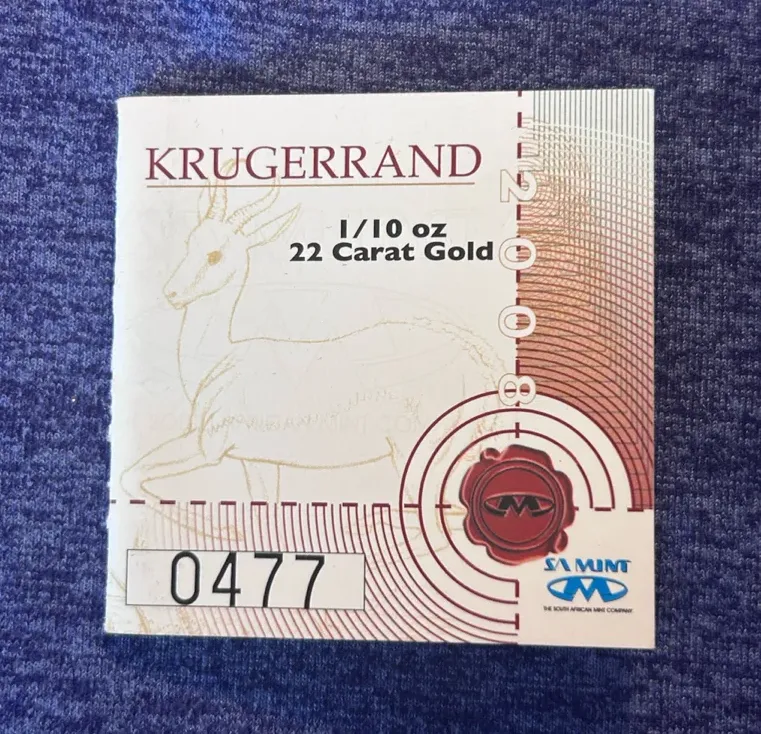 KRUGERRAND
1/10 oz
22 Carat Gold
2008
0477
SA MINT
THE SOUTH AFRICAN MINT COMPANY